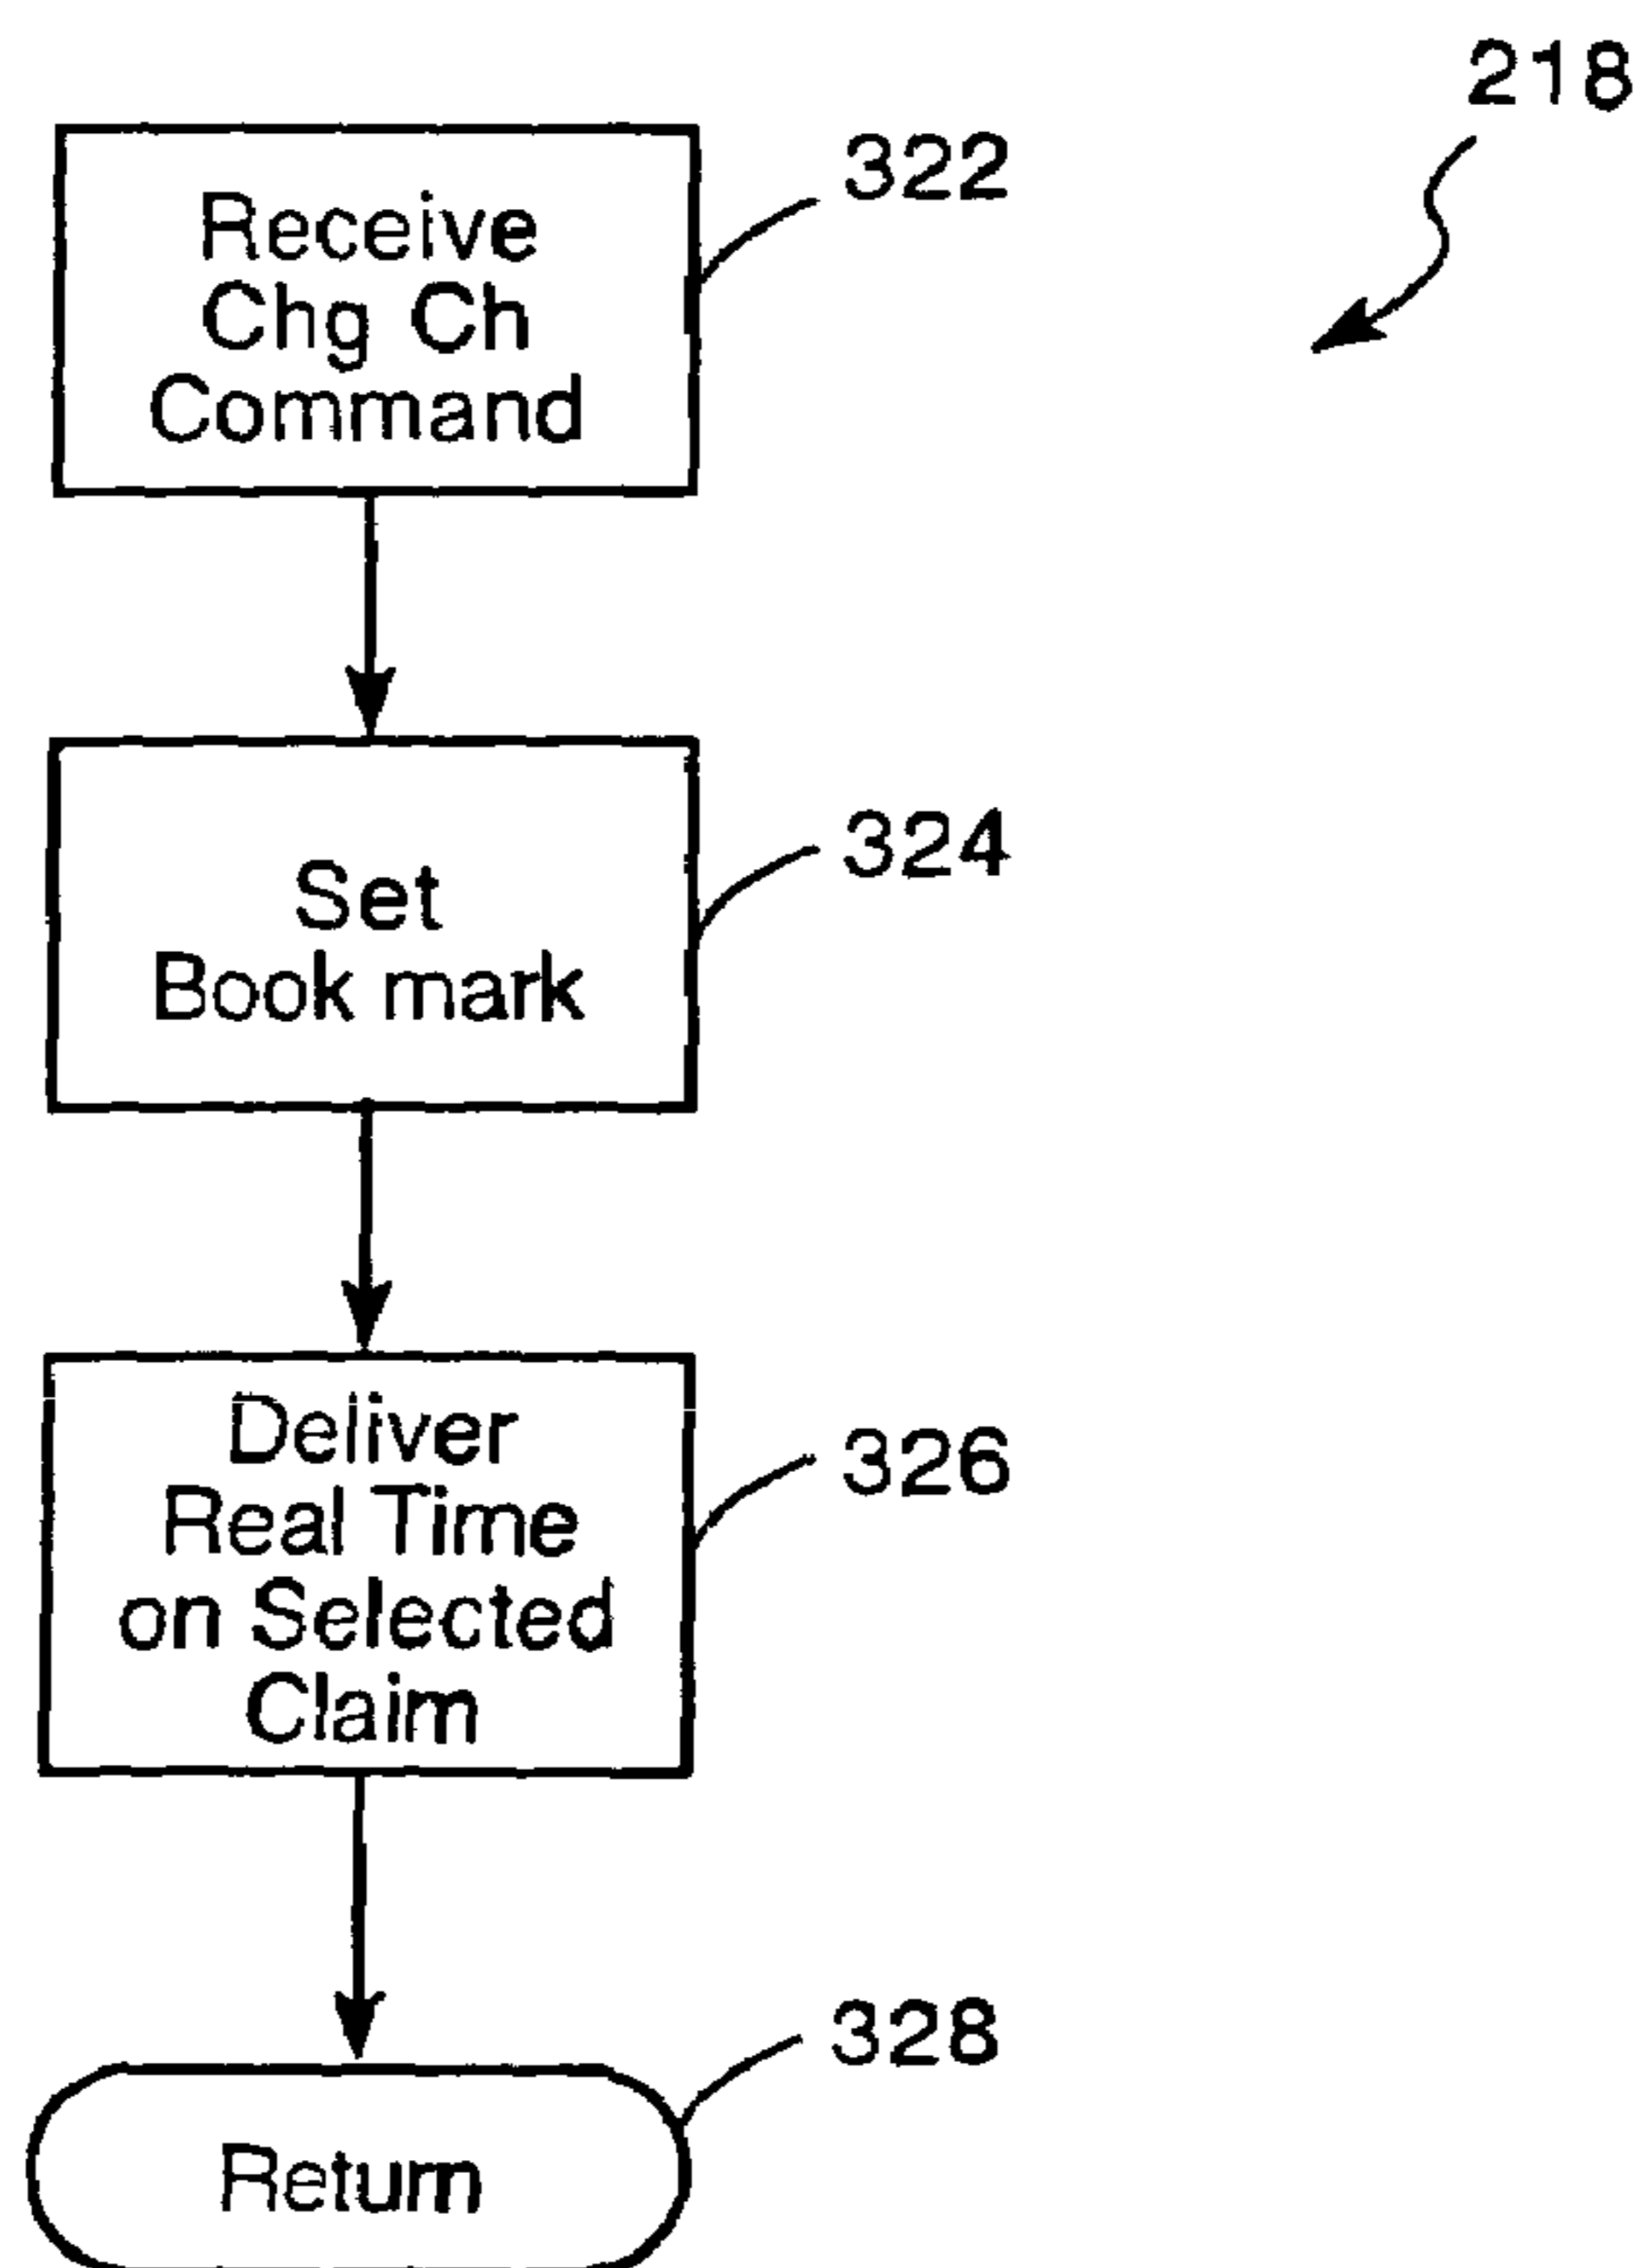 218
Receive
Chg Ch
Command
322
Set
Book mark
324
Deliver
Real Time
on Selected
Claim
326
Return
328